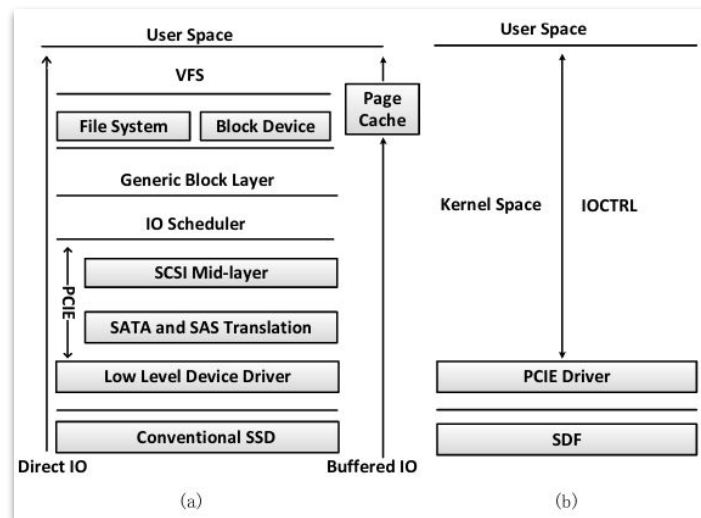 User Space
VFS
File System
Block Device
Page
Cache
Generic Block Layer
IO Scheduler
PCIE
SCSI Mid-layer
SATA and SAS Translation
Low Level Device Driver
Conventional SSD
Direct IO
Buffered IO
(a)
User Space
Kernel Space
IOCTRL
PCIE Driver
SDF
(b)